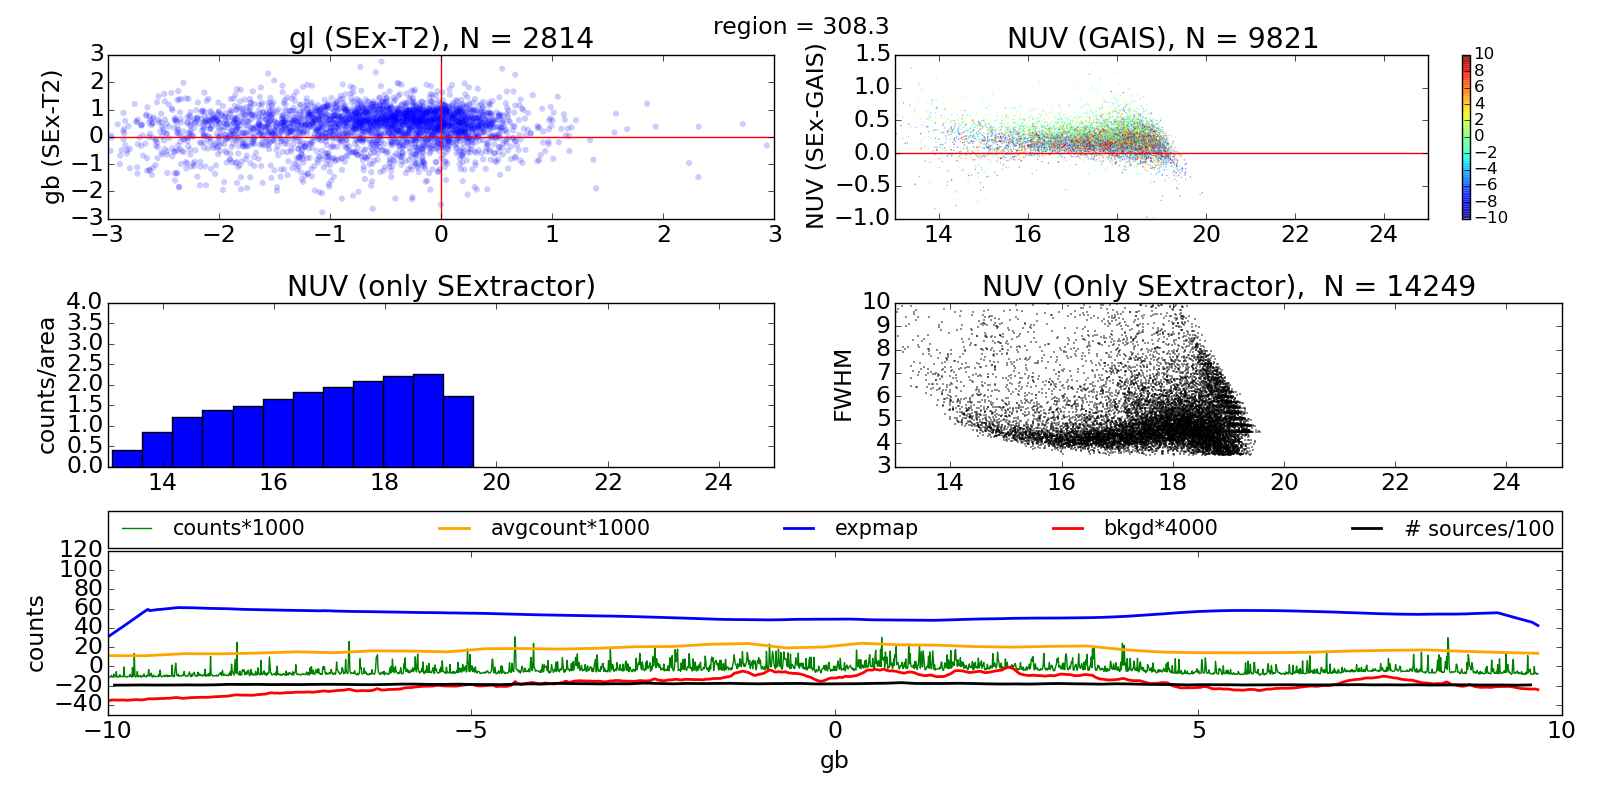 region = 308.3
gl (SEx-T2), N = 2814
gb (SEx-T2)
3
2
1
0
−1
−2
−3
−3 −2 −1 0 1 2 3
NUV (GAIS), N = 9821
NUV (SEx-GAIS)
1.5
1.0
0.5
0.0
−0.5
−1.0
14 16 18 20 22 24
10
8
6
4
2
0
−2
−4
−6
−8
−10
NUV (only SExtractor)
counts/area
4.0
3.5
3.0
2.5
2.0
1.5
1.0
0.5
0.0
14 16 18 20 22 24
NUV (Only SExtractor),  N = 14249
FWHM
10
9
8
7
6
5
4
3
14 16 18 20 22 24
counts*1000 avgcount*1000 expmap bkgd*4000 # sources/100
counts
120
100
80
60
40
20
0
−20
−40
−10 −5 0 5 10
gb